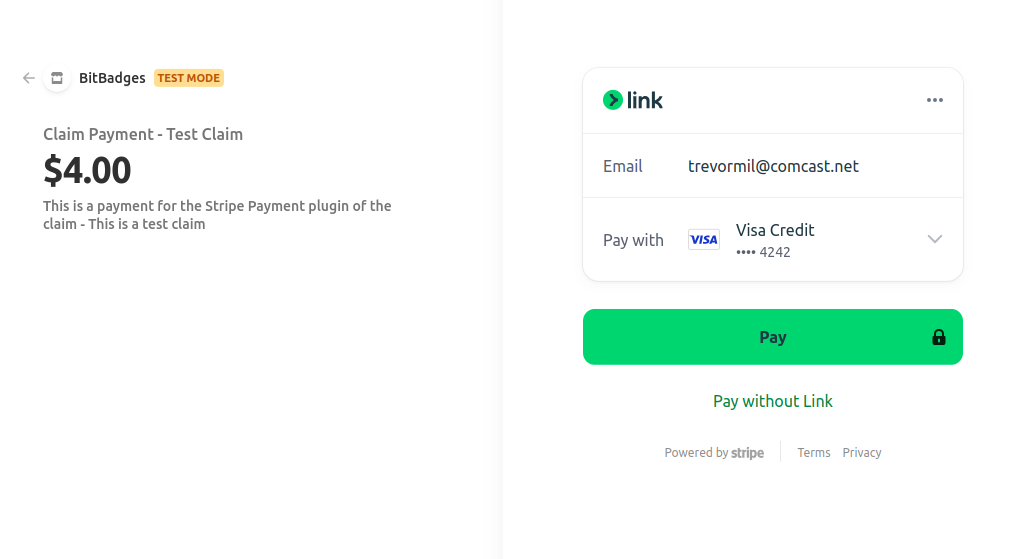 BitBadges TEST MODE
Claim Payment - Test Claim
$4.00
This is a payment for the Stripe Payment plugin of the
claim - This is a test claim
link
Email trevormil@comcast.net
Pay with VISA Visa Credit
•••• 4242
Pay
Pay without Link
Powered by stripe Terms Privacy